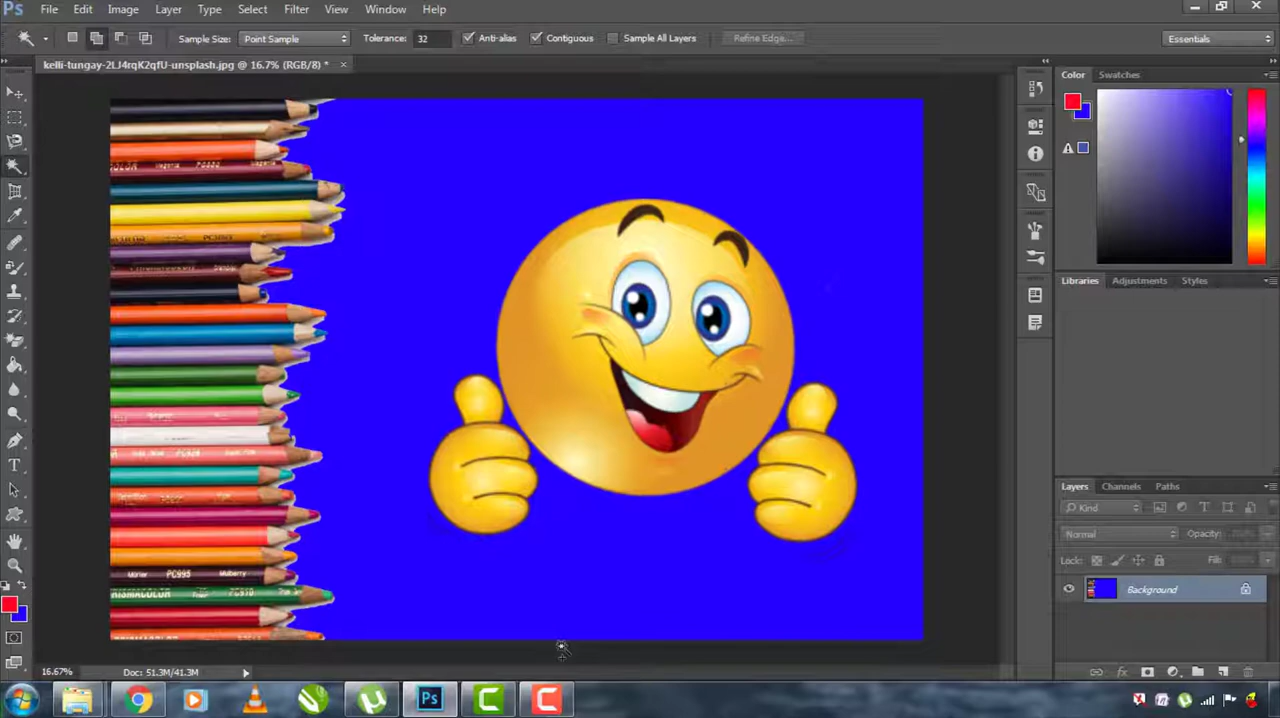 Ps File Edit Image Layer Type Select Filter View Window Help
Sample Size: Point Sample Tolerance: 32 Anti-alias Contiguous Sample All Layers Refine Edge... Essentials
kelli-tungay-2LJ4rqK2qfU-unsplash.jpg @ 16.7% (RGB/8) *
Color Swatches
Libraries Adjustments Styles
Layers Channels Paths
Kind
Normal Opacity:
Lock: Fill:
Background
PC995 Mulberry
PRISMACOLOR
16.67% Doc: 51.3M/41.3M
Ps